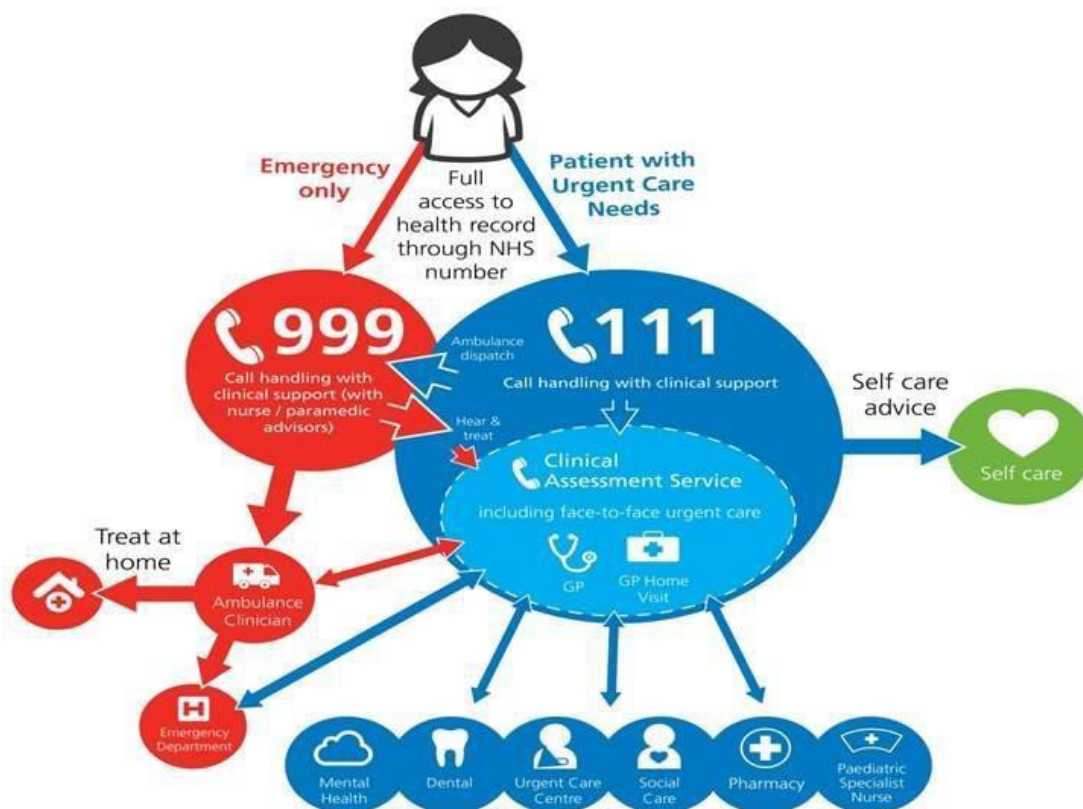 Emergency
only
Full
access to
health record
through NHS
number
Patient with
Urgent Care
Needs
999
Call handling with
clinical support (with
nurse / paramedic
advisors)
Ambulance
dispatch
111
Call handling with clinical support
Hear &
treat
Clinical
Assessment Service
including face-to-face urgent care
GP
GP Home
Visit
Self care
advice
Self care
Treat at
home
Ambulance
Clinician
H
Emergency
Department
Mental
Health
Dental
Urgent Care
Centre
Social
Care
Pharmacy
Paediatric
Specialist
Nurse